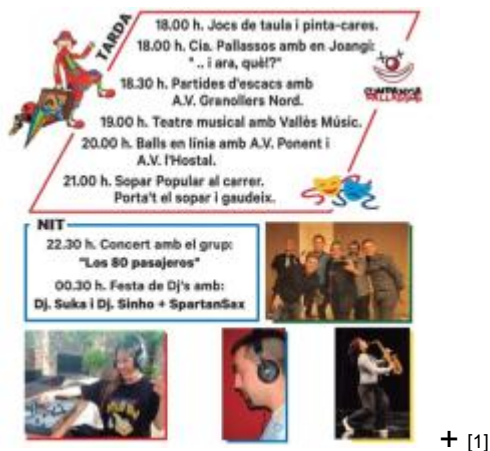 TARDA
18.00 h. Jocs de taula i pinta-cares.
18.00 h. Cia. Pallassos amb en Joangi:
" .. i ara, què!?"
COMPANYIA
PALLASSOS
18.30 h. Partides d'escacs amb
A.V. Granollers Nord.
19.00 h. Teatre musical amb Vallès Músic.
20.00 h. Balls en línia amb A.V. Ponent i
A.V. l'Hostal.
21.00 h. Sopar Popular al carrer.
Porta't el sopar i gaudeix.
NIT
22.30 h. Concert amb el grup:
"Los 80 pasajeros"
00.30 h. Festa de Dj's amb:
Dj. Suka i Dj. Sinho + SpartanSax
+ [1]